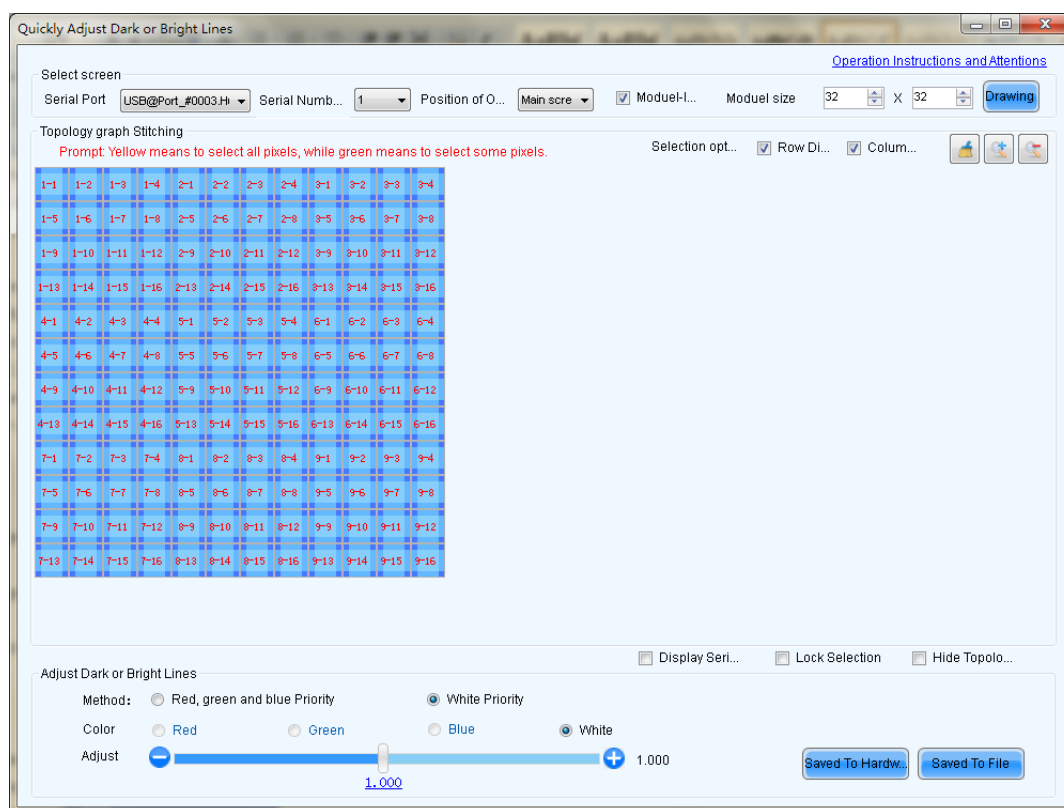 Quickly Adjust Dark or Bright Lines
Operation Instructions and Attentions
Select screen
Serial Port USB@Port_#0003.Hu Serial Numb... 1 Position of O... Main scre Moduel-I... Moduel size 32 X 32 Drawing
Topology graph Stitching
Prompt: Yellow means to select all pixels, while green means to select some pixels. Selection opt... Row Di... Colum...
1-1 1-2 1-3 1-4 2-1 2-2 2-3 2-4 3-1 3-2 3-3 3-4
1-5 1-6 1-7 1-8 2-5 2-6 2-7 2-8 3-5 3-6 3-7 3-8
1-9 1-10 1-11 1-12 2-9 2-10 2-11 2-12 3-9 3-10 3-11 3-12
1-13 1-14 1-15 1-16 2-13 2-14 2-15 2-16 3-13 3-14 3-15 3-16
4-1 4-2 4-3 4-4 5-1 5-2 5-3 5-4 6-1 6-2 6-3 6-4
4-5 4-6 4-7 4-8 5-5 5-6 5-7 5-8 6-5 6-6 6-7 6-8
4-9 4-10 4-11 4-12 5-9 5-10 5-11 5-12 6-9 6-10 6-11 6-12
4-13 4-14 4-15 4-16 5-13 5-14 5-15 5-16 6-13 6-14 6-15 6-16
7-1 7-2 7-3 7-4 8-1 8-2 8-3 8-4 9-1 9-2 9-3 9-4
7-5 7-6 7-7 7-8 8-5 8-6 8-7 8-8 9-5 9-6 9-7 9-8
7-9 7-10 7-11 7-12 8-9 8-10 8-11 8-12 9-9 9-10 9-11 9-12
7-13 7-14 7-15 7-16 8-13 8-14 8-15 8-16 9-13 9-14 9-15 9-16
Display Seri... Lock Selection Hide Topolo...
Adjust Dark or Bright Lines
Method: Red, green and blue Priority White Priority
Color Red Green Blue White
Adjust 1.000
1.000
Saved To Hardw... Saved To File